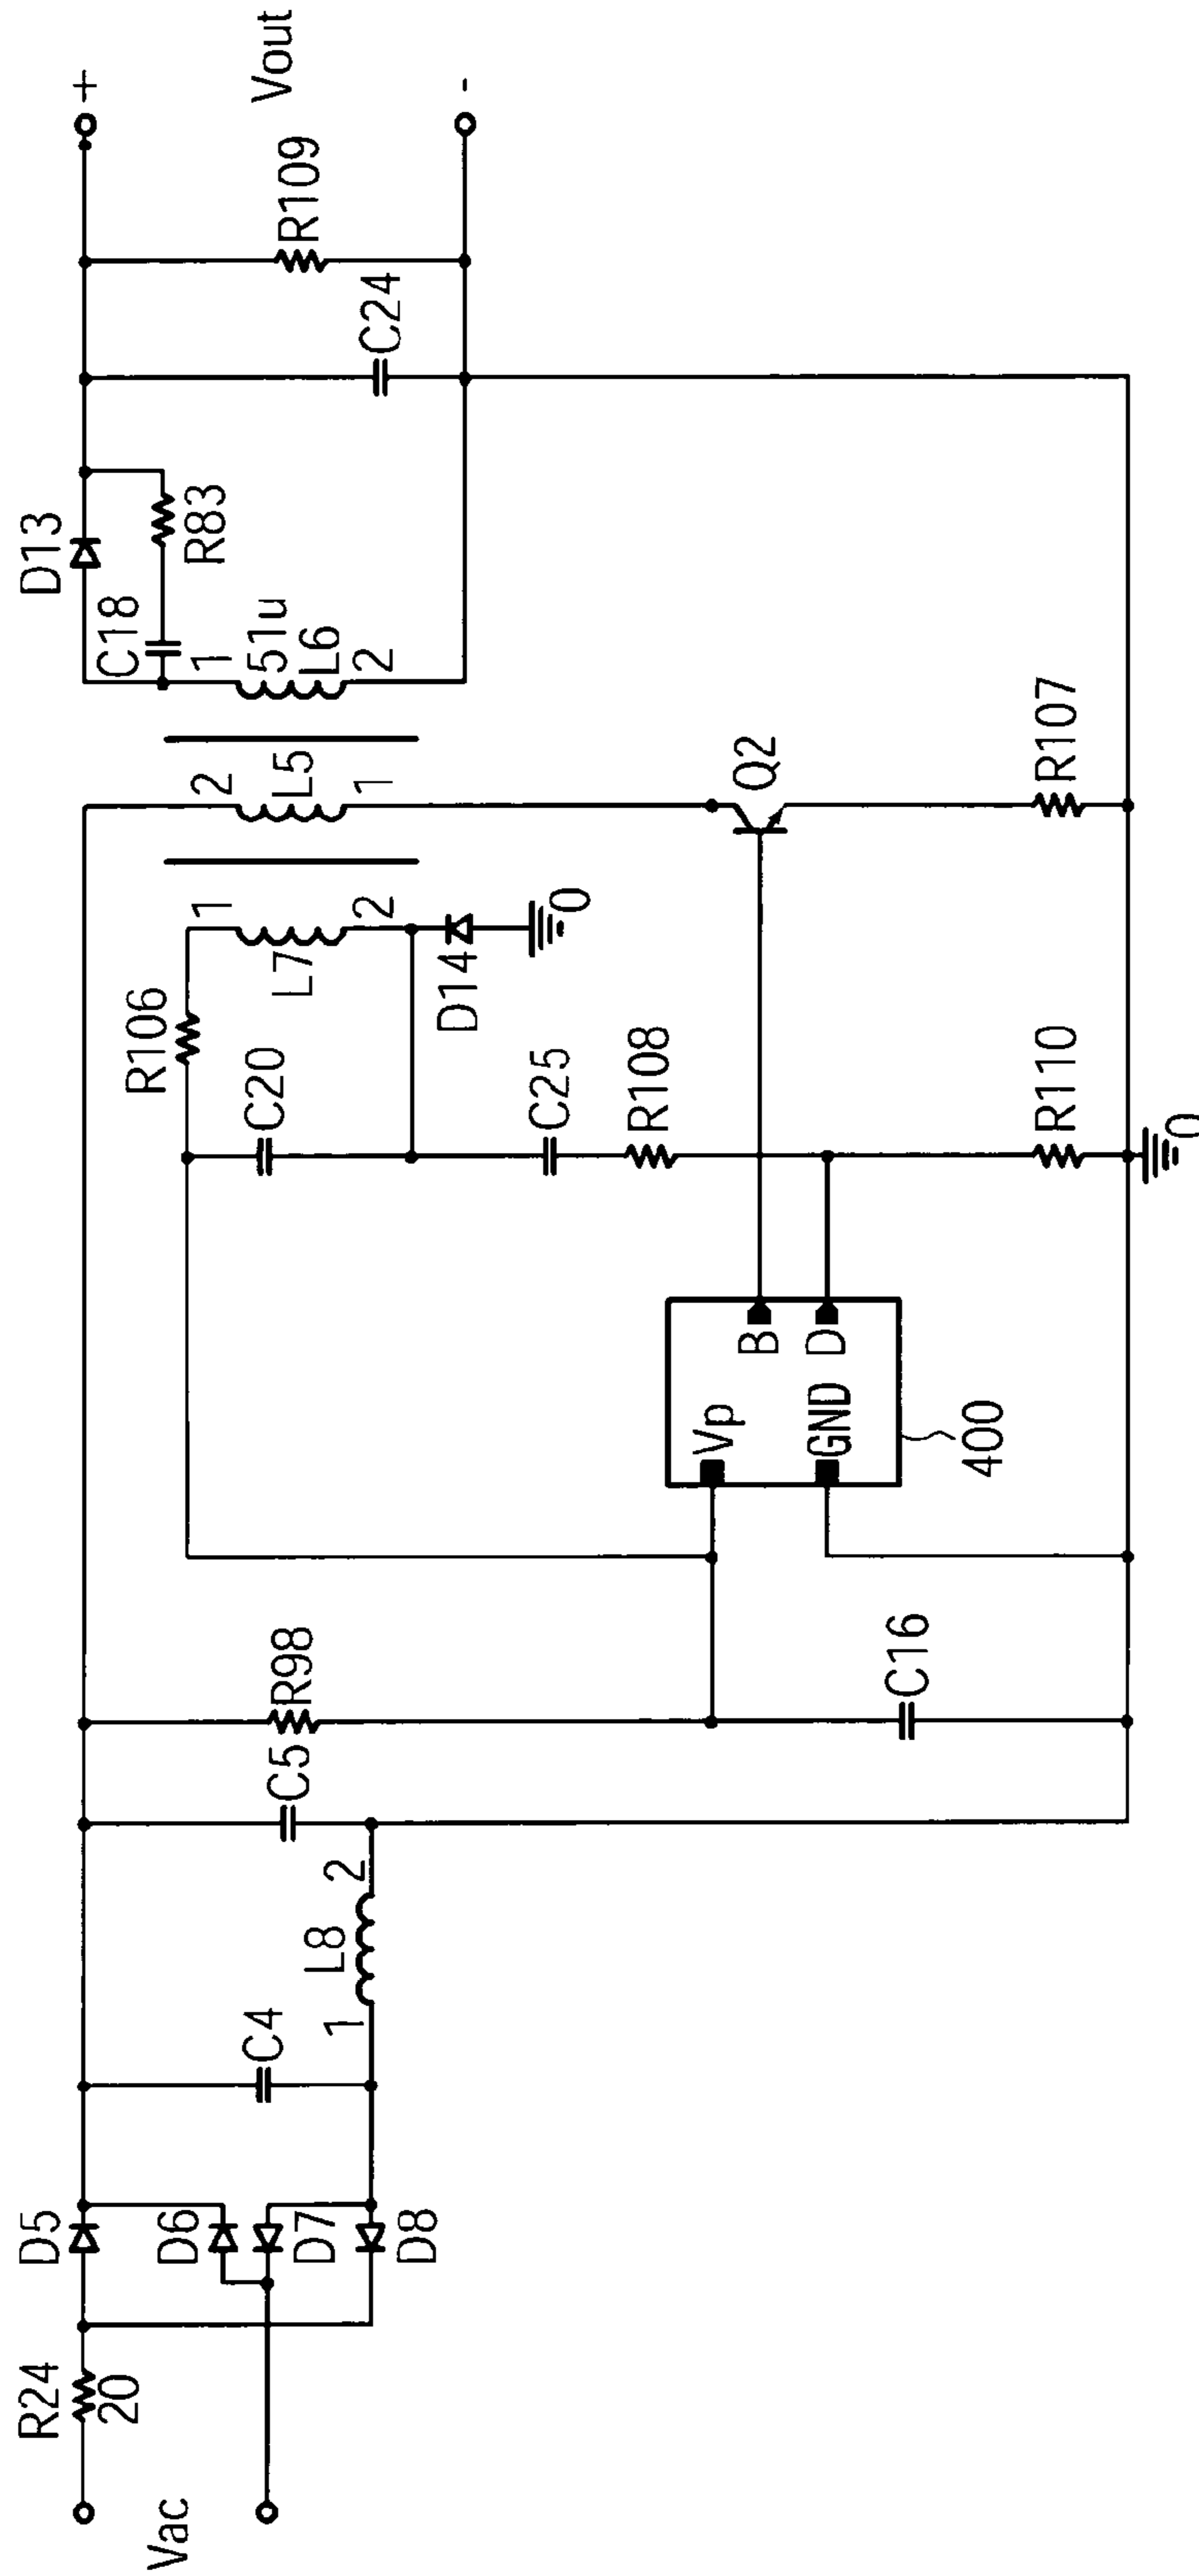 Vac
R24
20
D5
D6
D7
D8
C4
1
L8
2
C5
R98
C16
Vp
GND
B
D
400
R106
C20
C25
R108
R110
0
1
L7
2
D14
0
2
L5
1
Q2
R107
C18
1
51u
L6
2
D13
R83
C24
R109
+
Vout
-